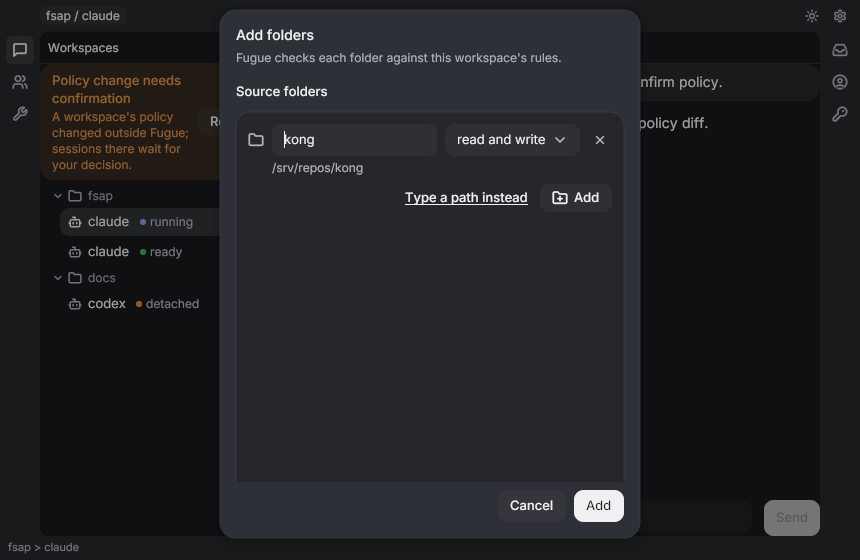 fsap / claude
Workspaces
Policy change needs
confirmation
A workspace's policy
changed outside Fugue;
sessions there wait for
your decision.
fsap
claude running
claude ready
docs
codex detached
Add folders
Fugue checks each folder against this workspace's rules.
Source folders
kong
read and write
/srv/repos/kong
Type a path instead
Add
Cancel
Add
nfirm policy.
policy diff.
Send
fsap > claude